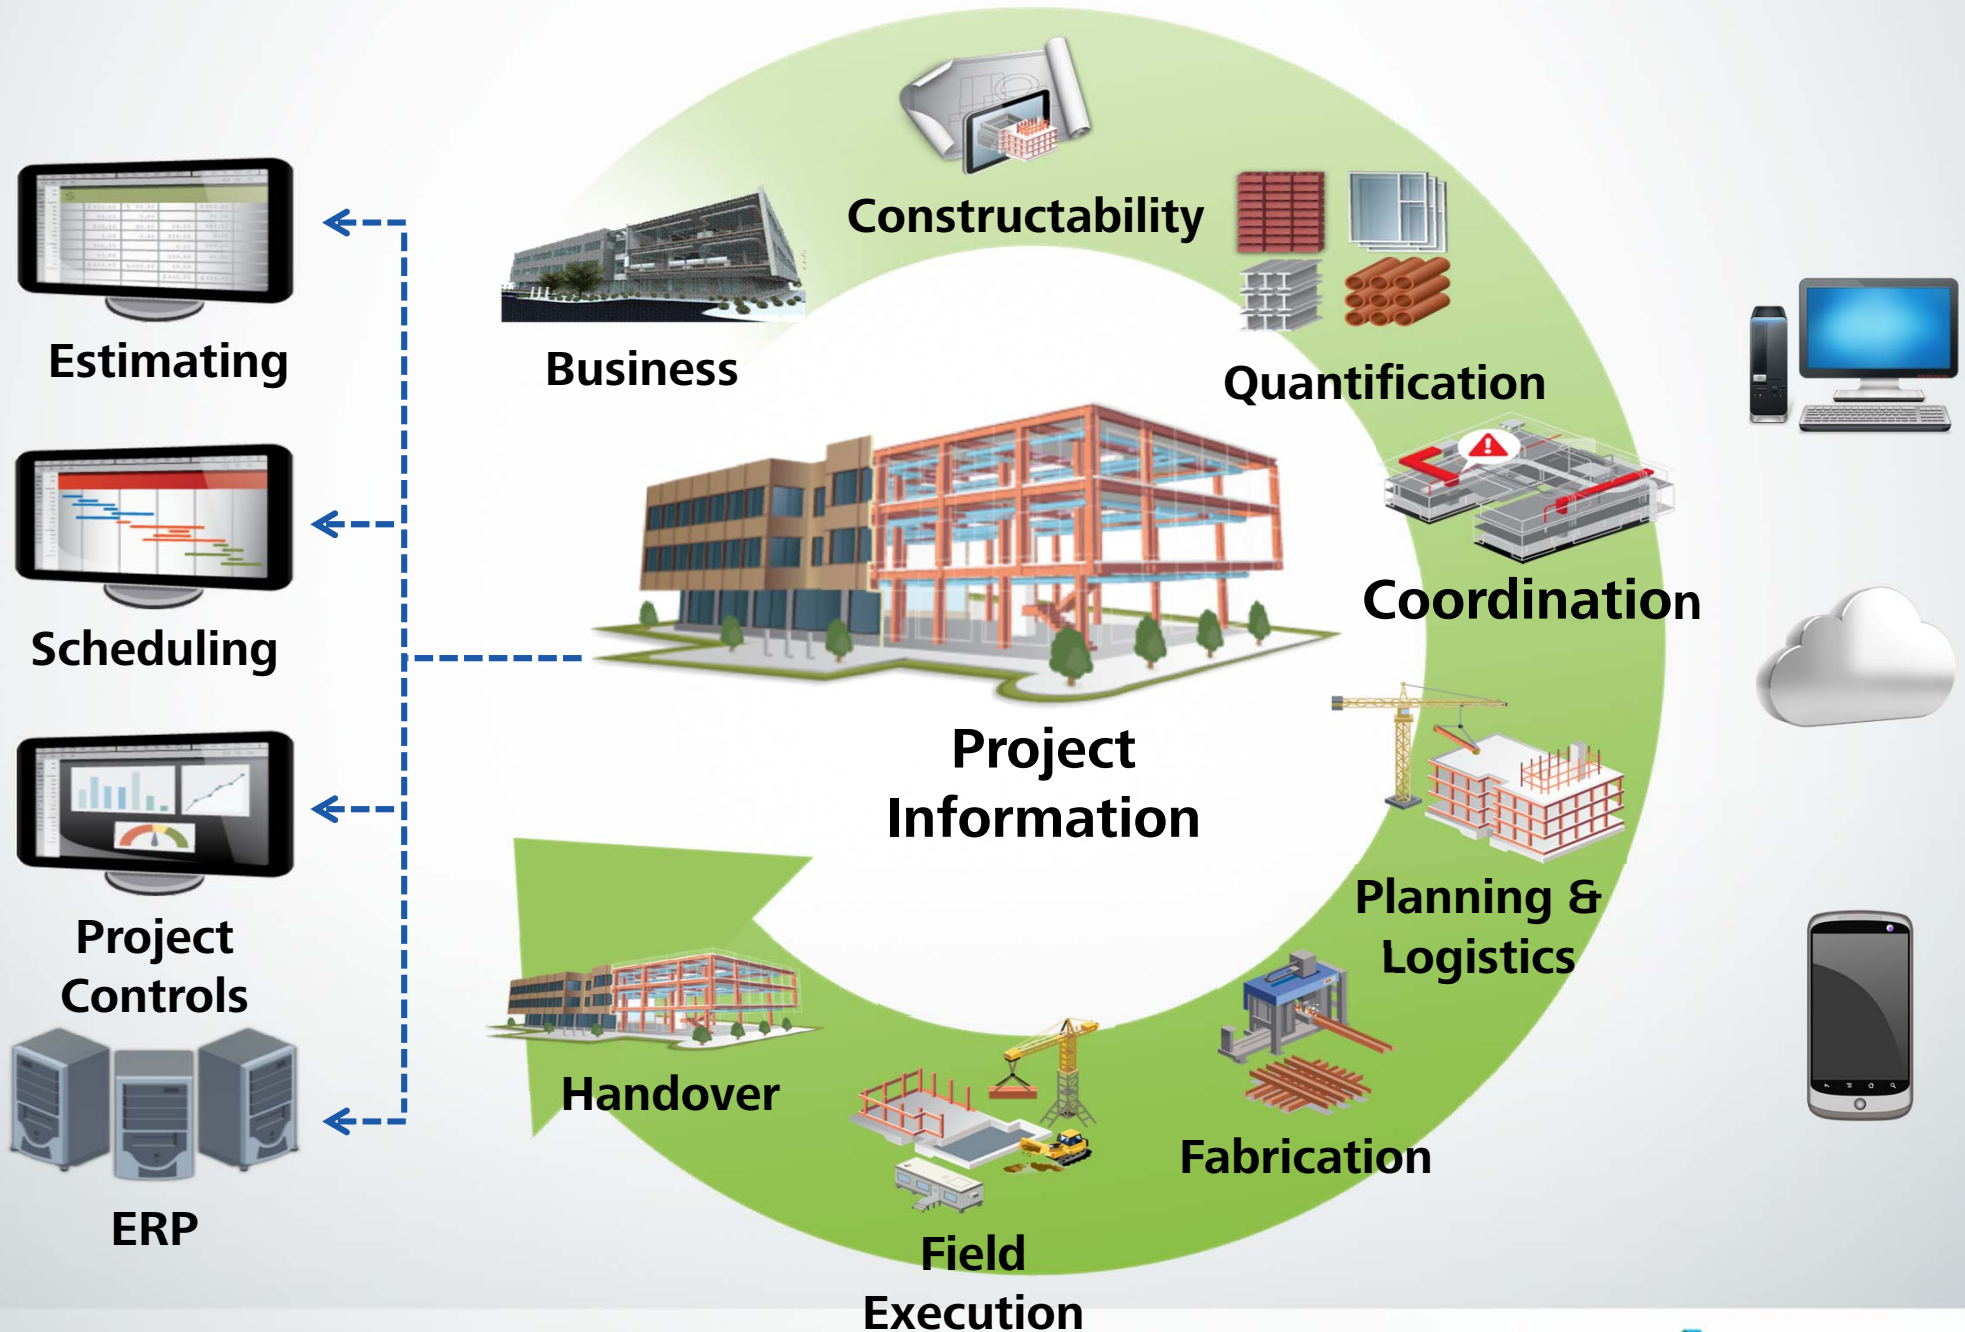 Constructability
Business
Quantification
Coordination
Project
Information
Planning &
Logistics
Fabrication
Field
Execution
Handover
Estimating
Scheduling
Project
Controls
ERP